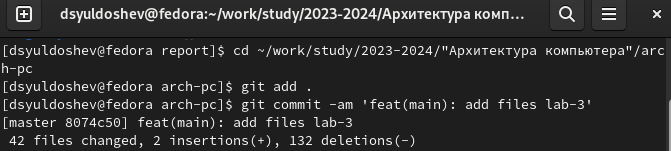 dsyuldoshev@fedora:~/work/study/2023-2024/Архитектура комп...
[dsyuldoshev@fedora report]$ cd ~/work/study/2023-2024/"Архитектура компьютера"/arc
h-pc
[dsyuldoshev@fedora arch-pc]$ git add .
[dsyuldoshev@fedora arch-pc]$ git commit -am 'feat(main): add files lab-3'
[master 8074c50] feat(main): add files lab-3
42 files changed, 2 insertions(+), 132 deletions(-)